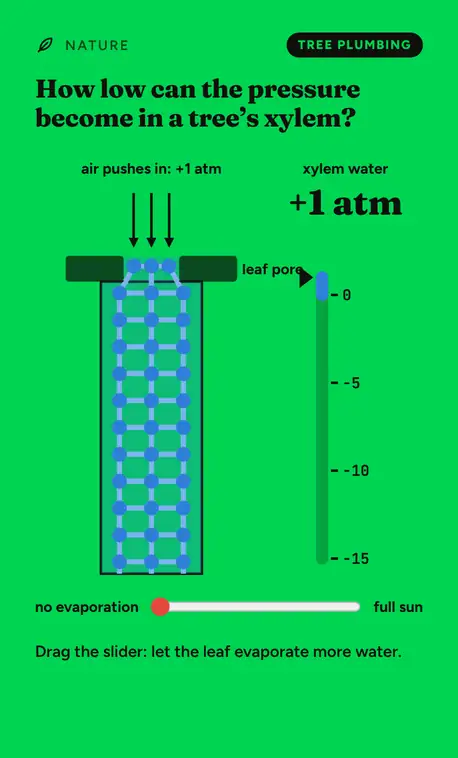 NATURE
TREE PLUMBING
How low can the pressure
become in a tree’s xylem?
air pushes in: +1 atm
xylem water
+1 atm
leaf pore
0
-5
-10
-15
no evaporation
full sun
Drag the slider: let the leaf evaporate more water.